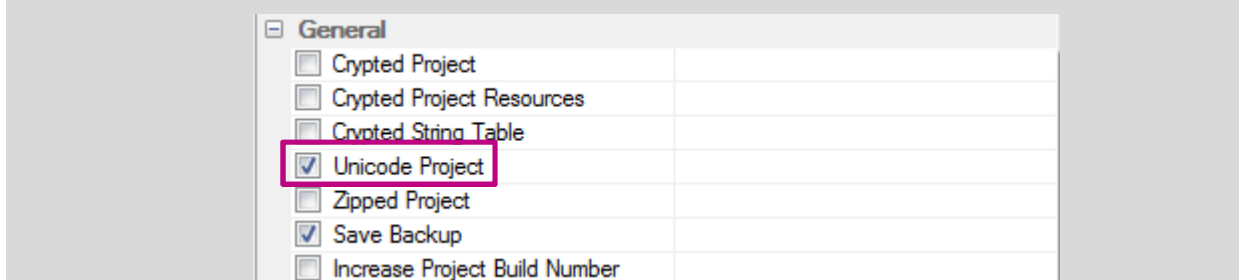 General
Crypted Project
Crypted Project Resources
Crypted String Table
Unicode Project
Zipped Project
Save Backup
Increase Project Build Number